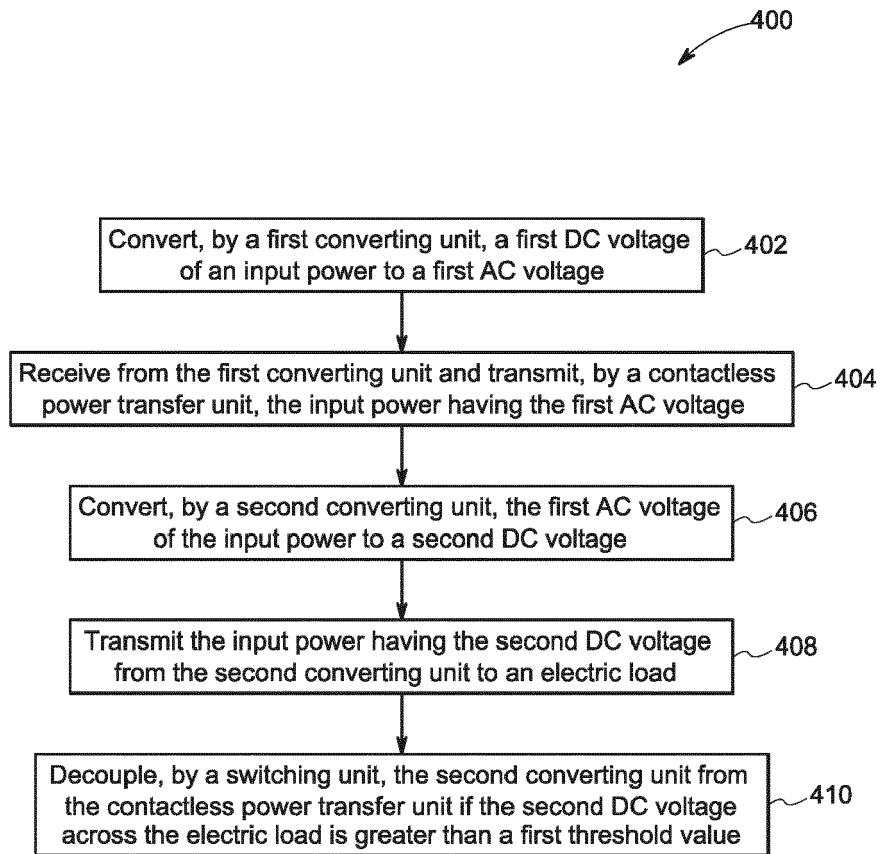 400
Convert, by a first converting unit, a first DC voltage
of an input power to a first AC voltage
402
Receive from the first converting unit and transmit, by a contactless
power transfer unit, the input power having the first AC voltage
404
Convert, by a second converting unit, the first AC voltage
of the input power to a second DC voltage
406
Transmit the input power having the second DC voltage
from the second converting unit to an electric load
408
Decouple, by a switching unit, the second converting unit from
the contactless power transfer unit if the second DC voltage
across the electric load is greater than a first threshold value
410